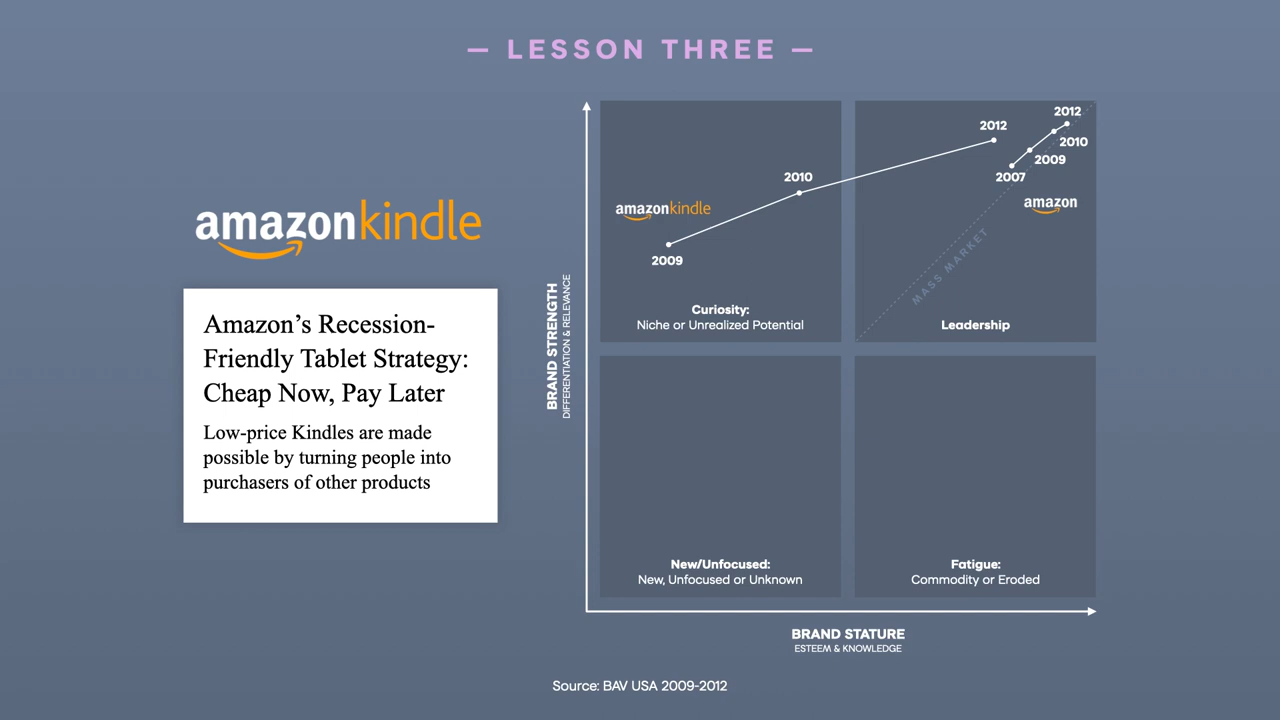 — LESSON THREE —
amazonkindle
Amazon’s Recession-
Friendly Tablet Strategy:
Cheap Now, Pay Later
Low-price Kindles are made
possible by turning people into
purchasers of other products
BRAND STRENGTH
DIFFERENTIATION & RELEVANCE
amazonkindle
2009
2010
2012
Curiosity:
Niche or Unrealized Potential
2012
2010
2009
2007
amazon
MASS MARKET
Leadership
New/Unfocused:
New, Unfocused or Unknown
Fatigue:
Commodity or Eroded
BRAND STATURE
ESTEEM & KNOWLEDGE
Source: BAV USA 2009-2012